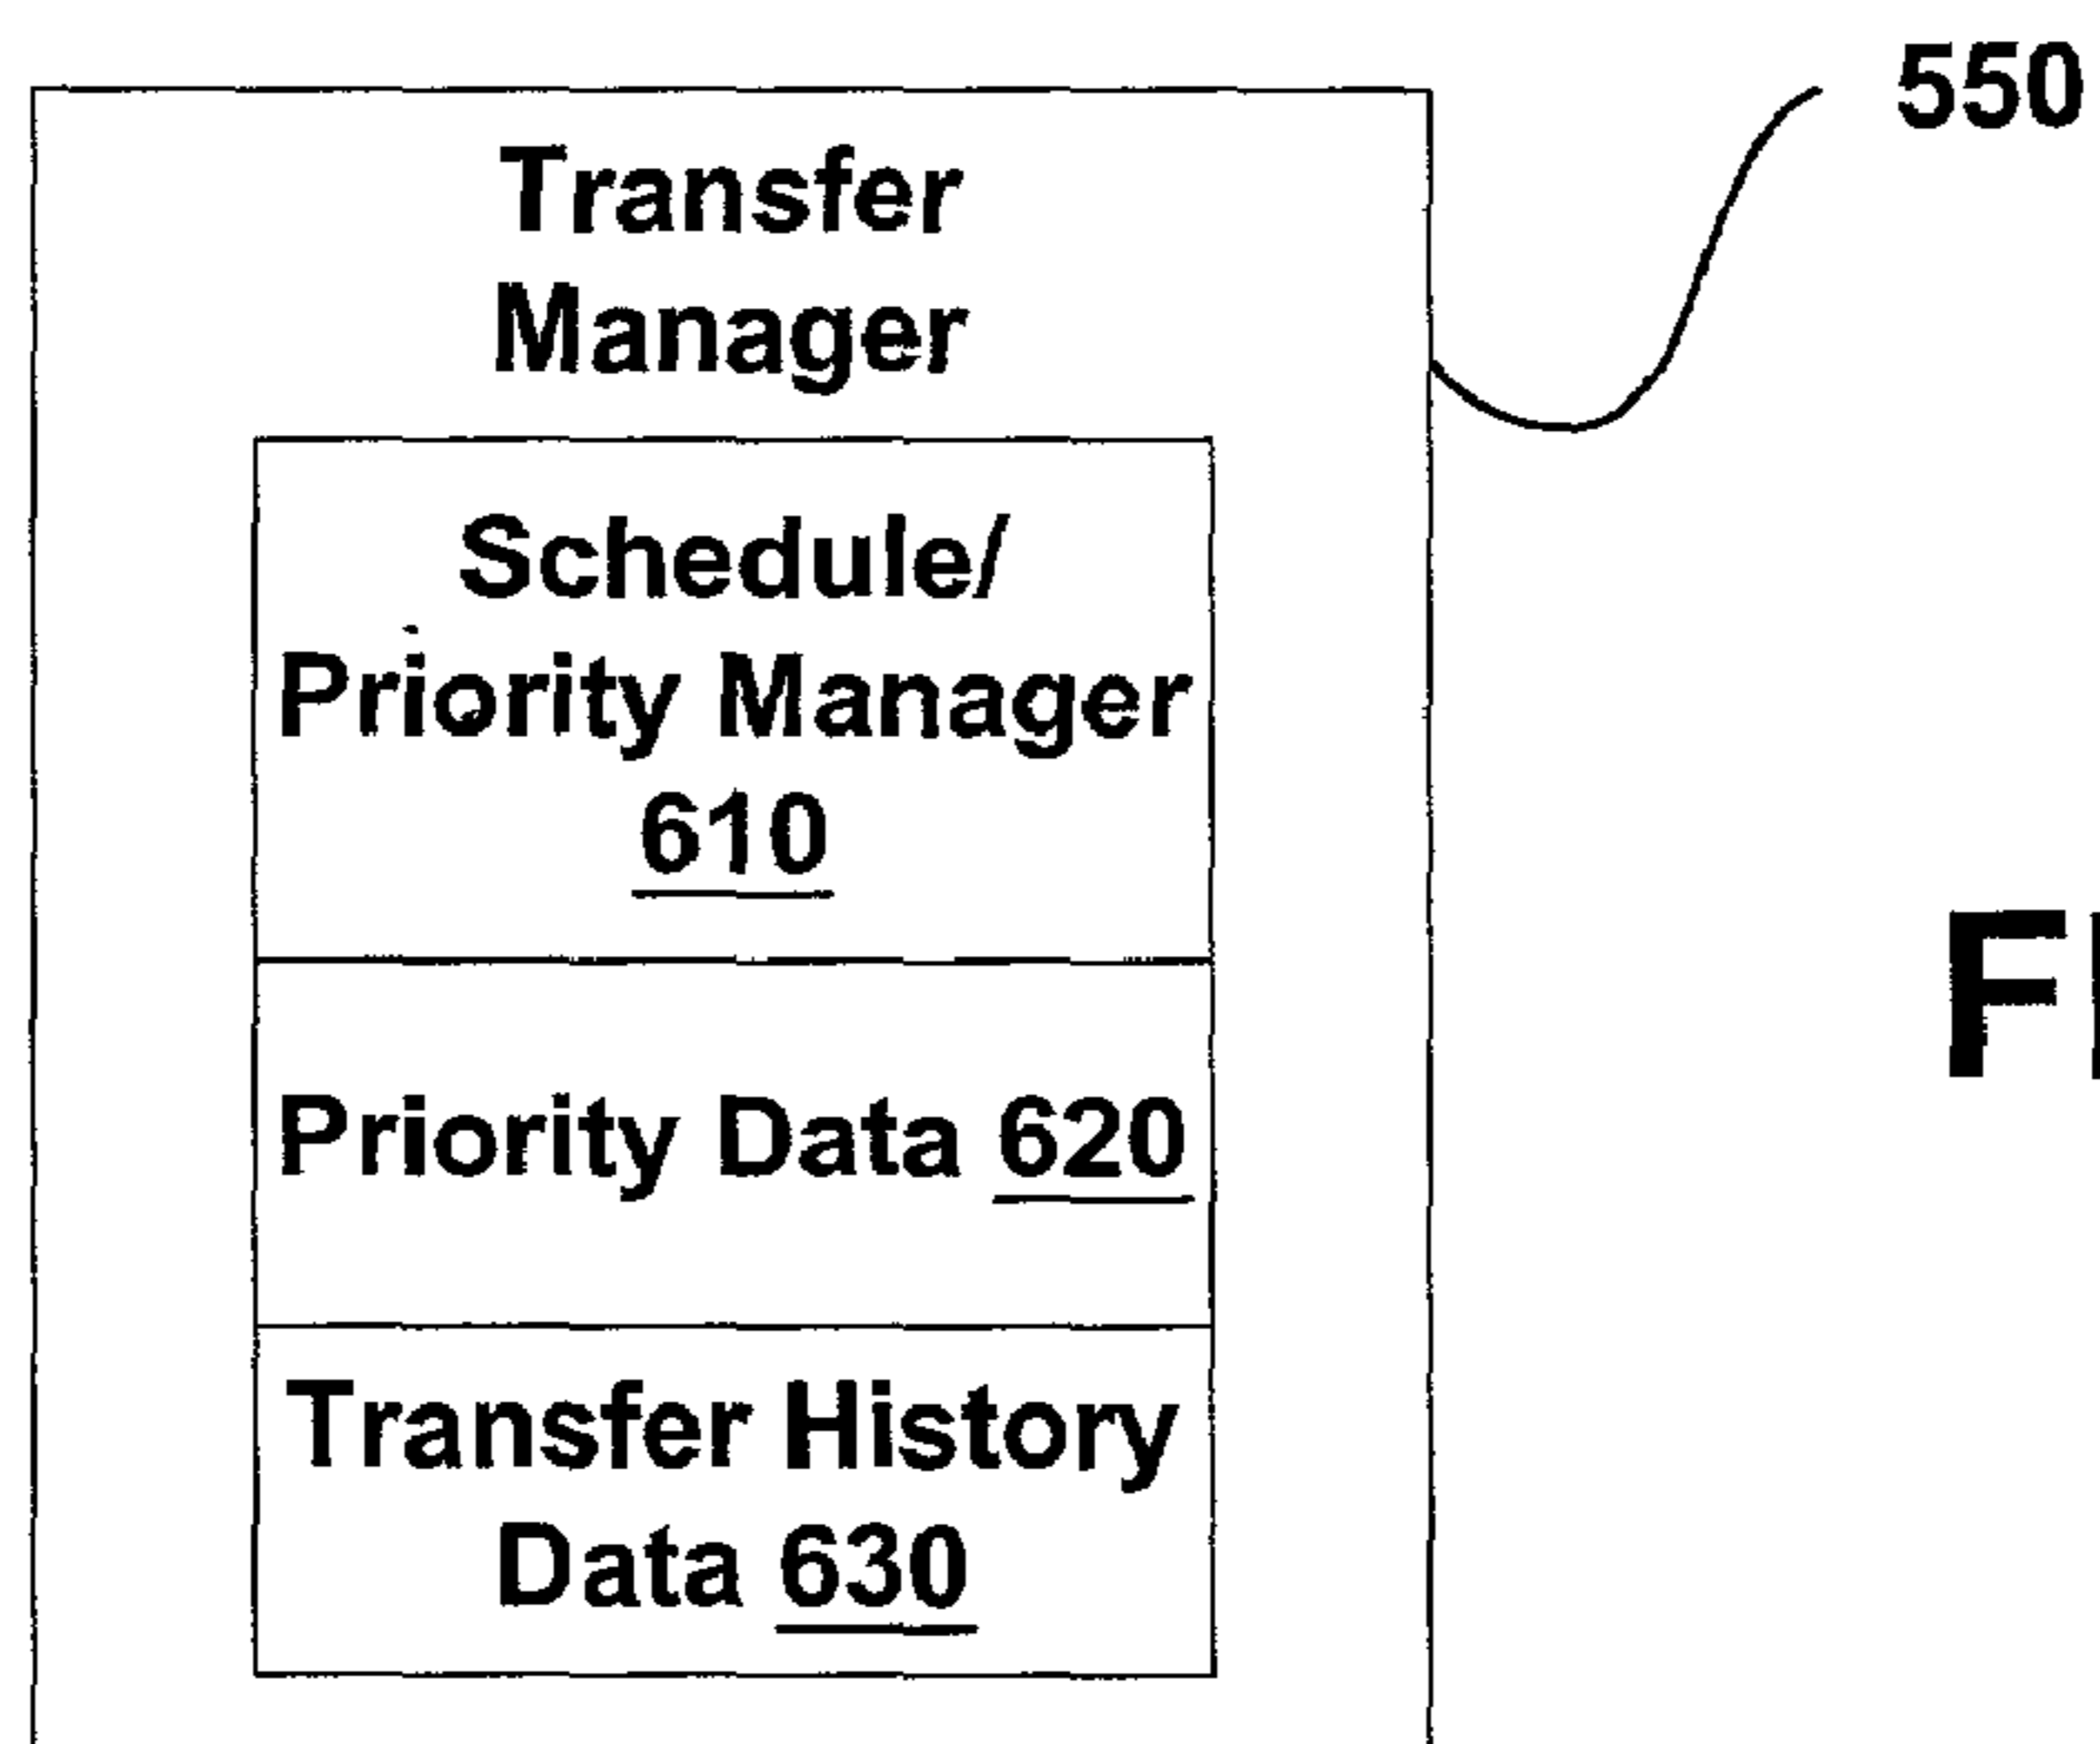 550
Transfer
Manager
Schedule/
Priority Manager
610
Priority Data 620
Transfer History
Data 630